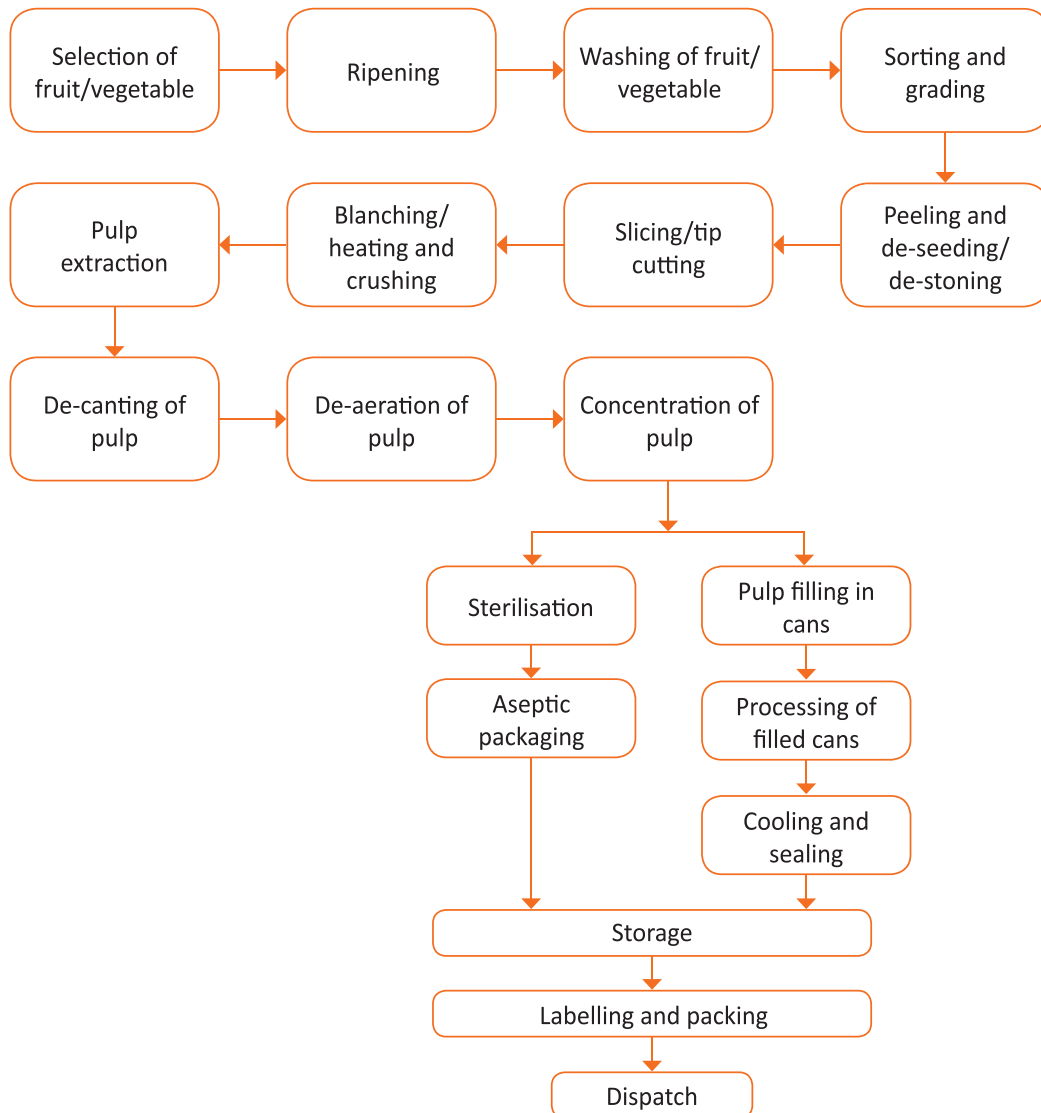 Selection of
fruit/vegetable
Ripening
Washing of fruit/
vegetable
Sorting and
grading
Peeling and
de-seeding/
de-stoning
Slicing/tip
cutting
Blanching/
heating and
crushing
Pulp
extraction
De-canting of
pulp
De-aeration of
pulp
Concentration of
pulp
Sterilisation
Aseptic
packaging
Pulp filling in
cans
Processing of
filled cans
Cooling and
sealing
Storage
Labelling and packing
Dispatch